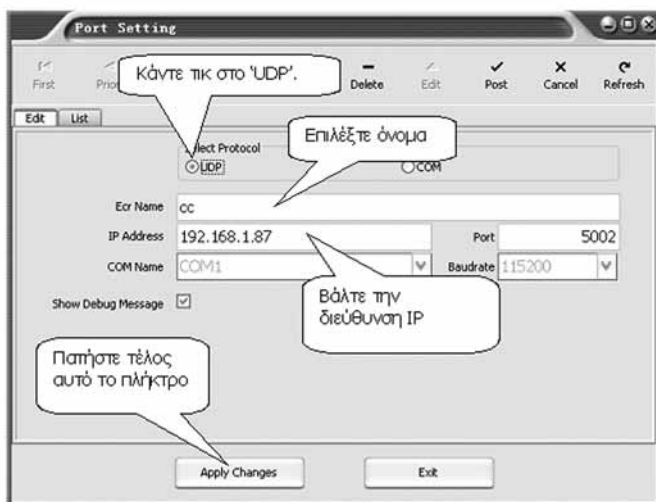 Port Setting
First
Prior
Delete
Edit
Post
Cancel
Refresh
Κάντε τικ στο 'UDP'.
Edit
List
Επιλέξτε όνομα
Select Protocol
UDP
COM
Ecr Name
cc
IP Address
192.168.1.87
Port
5002
COM Name
COM1
Baudrate
115200
Βάλτε την
διεύθυνση IP
Show Debug Message
Πατήστε τέλος
αυτό το πλήκτρο
Apply Changes
Exit